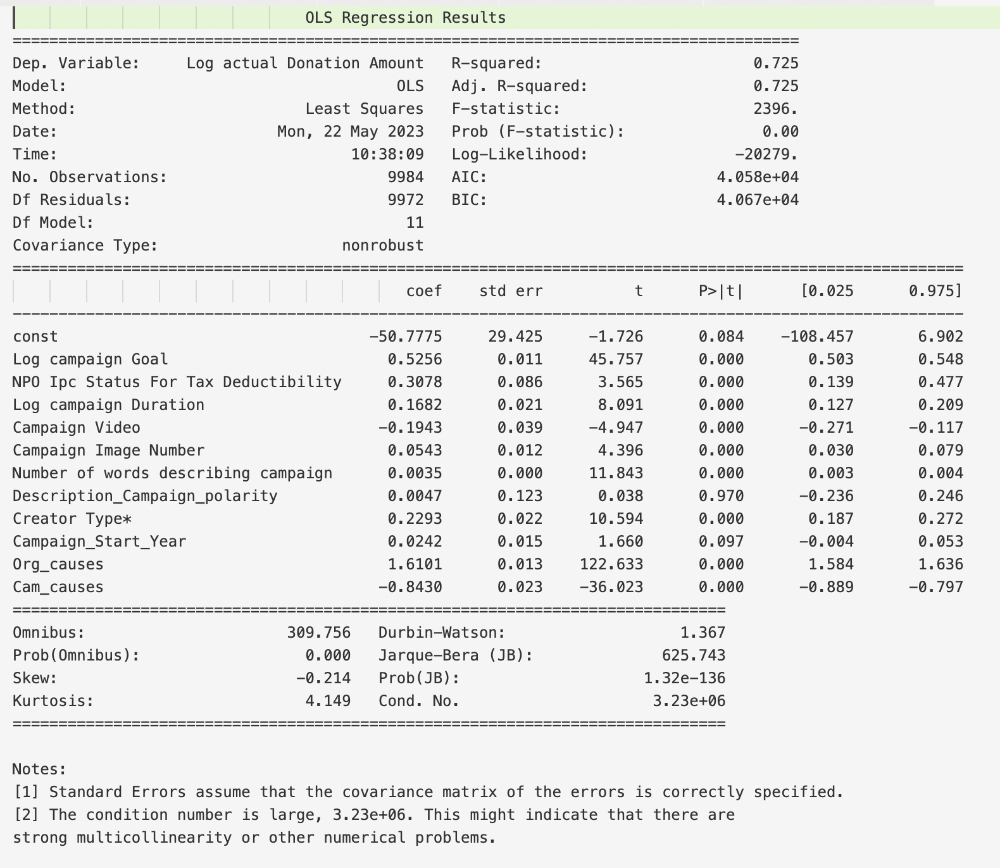 OLS Regression Results
==============================================================================
Dep. Variable: Log actual Donation Amount R-squared: 0.725
Model: OLS Adj. R-squared: 0.725
Method: Least Squares F-statistic: 2396.
Date: Mon, 22 May 2023 Prob (F-statistic): 0.00
Time: 10:38:09 Log-Likelihood: -20279.
No. Observations: 9984 AIC: 4.058e+04
Df Residuals: 9972 BIC: 4.067e+04
Df Model: 11
Covariance Type: nonrobust
==============================================================================
coef std err t P>|t| [0.025 0.975]
------------------------------------------------------------------------------
const -50.7775 29.425 -1.726 0.084 -108.457 6.902
Log campaign Goal 0.5256 0.011 45.757 0.000 0.503 0.548
NPO Ipc Status For Tax Deductibility 0.3078 0.086 3.565 0.000 0.139 0.477
Log campaign Duration 0.1682 0.021 8.091 0.000 0.127 0.209
Campaign Video -0.1943 0.039 -4.947 0.000 -0.271 -0.117
Campaign Image Number 0.0543 0.012 4.396 0.000 0.030 0.079
Number of words describing campaign 0.0035 0.000 11.843 0.000 0.003 0.004
Description_Campaign_polarity 0.0047 0.123 0.038 0.970 -0.236 0.246
Creator Type* 0.2293 0.022 10.594 0.000 0.187 0.272
Campaign_Start_Year 0.0242 0.015 1.660 0.097 -0.004 0.053
Org_causes 1.6101 0.013 122.633 0.000 1.584 1.636
Cam_causes -0.8430 0.023 -36.023 0.000 -0.889 -0.797
==============================================================================
Omnibus: 309.756 Durbin-Watson: 1.367
Prob(Omnibus): 0.000 Jarque-Bera (JB): 625.743
Skew: -0.214 Prob(JB): 1.32e-136
Kurtosis: 4.149 Cond. No. 3.23e+06
==============================================================================
Notes:
[1] Standard Errors assume that the covariance matrix of the errors is correctly specified.
[2] The condition number is large, 3.23e+06. This might indicate that there are
strong multicollinearity or other numerical problems.